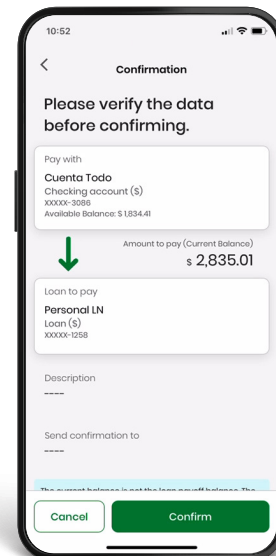 10:52
Confirmation
Please verify the data
before confirming.
Pay with
Cuenta Todo
Checking account ($)
XXXXX-3086
Available Balance: $ 1,834.41
Amount to pay (Current Balance)
$ 2,835.01
Loan to pay
Personal LN
Loan ($)
XXXXX-1258
Description
----
Send confirmation to
----
The current balance is not the loan payoff balance. The
Cancel
Confirm